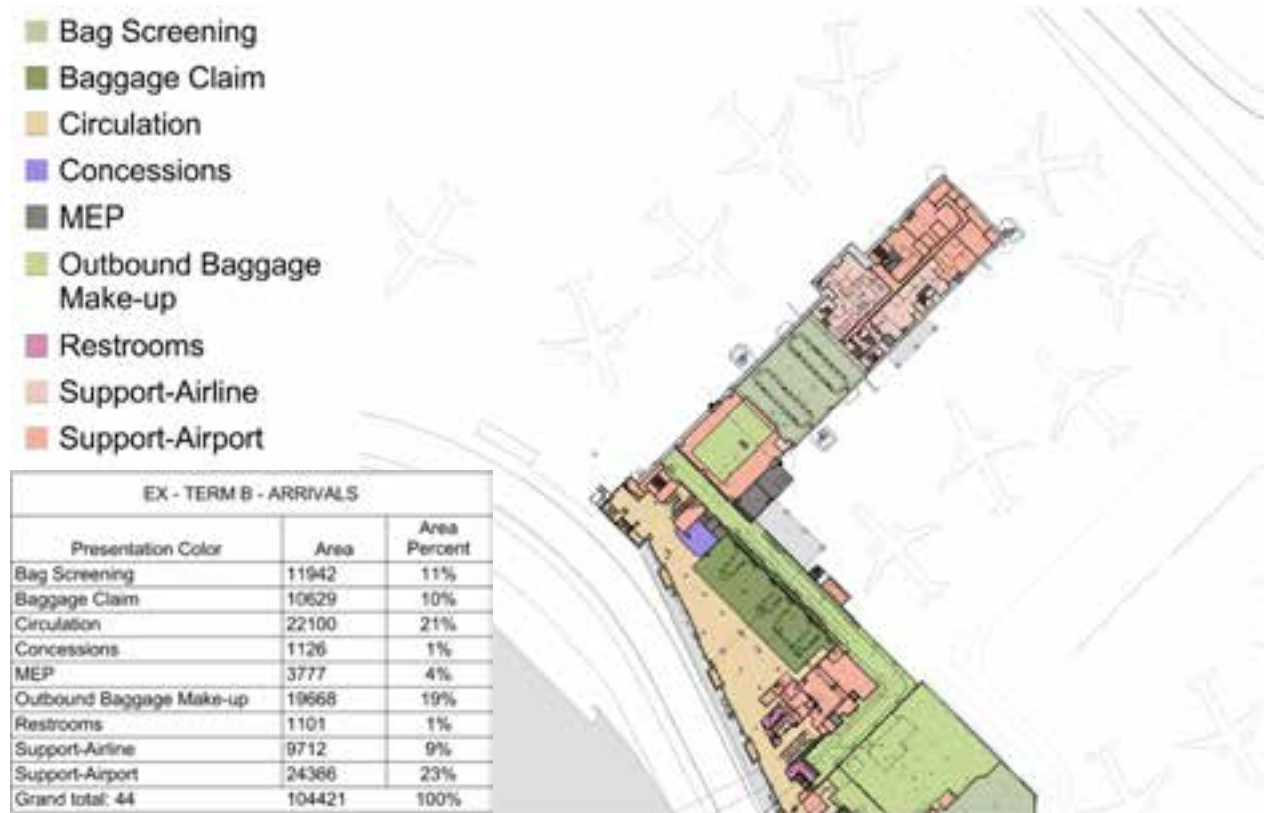 Bag Screening
Baggage Claim
Circulation
Concessions
MEP
Outbound Baggage
Make-up
Restrooms
Support-Airline
Support-Airport
EX - TERM B - ARRIVALS
Presentation Color Area Area Percent
Bag Screening 11942 11%
Baggage Claim 10629 10%
Circulation 22100 21%
Concessions 1126 1%
MEP 3777 4%
Outbound Baggage Make-up 19668 19%
Restrooms 1101 1%
Support-Airline 9712 9%
Support-Airport 24366 23%
Grand total: 44 104421 100%